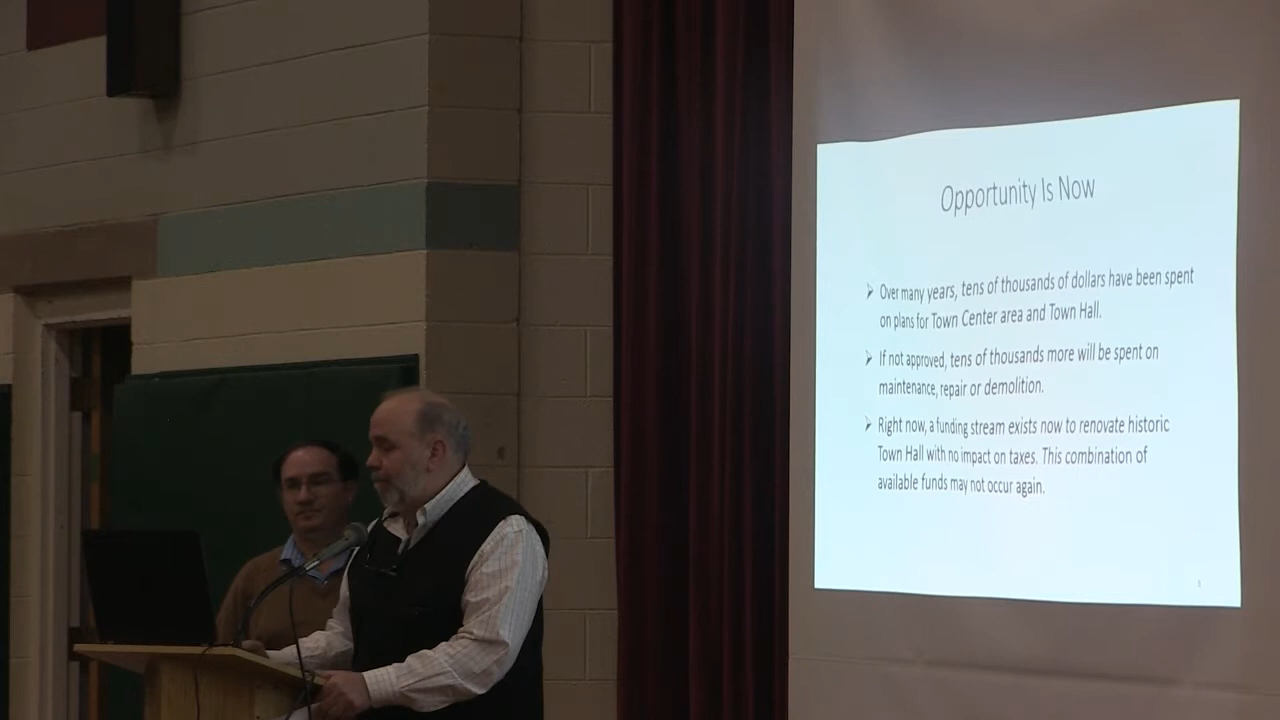 Opportunity Is Now
➢ Over many years, tens of thousands of dollars have been spent
on plans for Town Center area and Town Hall.
➢ If not approved, tens of thousands more will be spent on
maintenance, repair or demolition.
➢ Right now, a funding stream exists now to renovate historic
Town Hall with no impact on taxes. This combination of
available funds may not occur again.